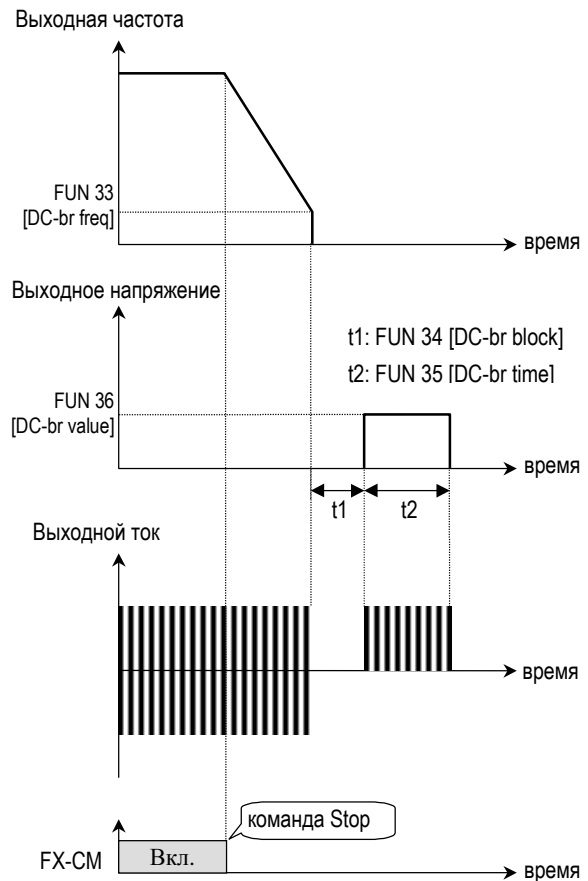 Выходная частота
FUN 33
[DC-br freq]
время
Выходное напряжение
t1: FUN 34 [DC-br block]
t2: FUN 35 [DC-br time]
FUN 36
[DC-br value]
время
t1
t2
Выходной ток
время
команда Stop
FX-CM
Вкл.
время